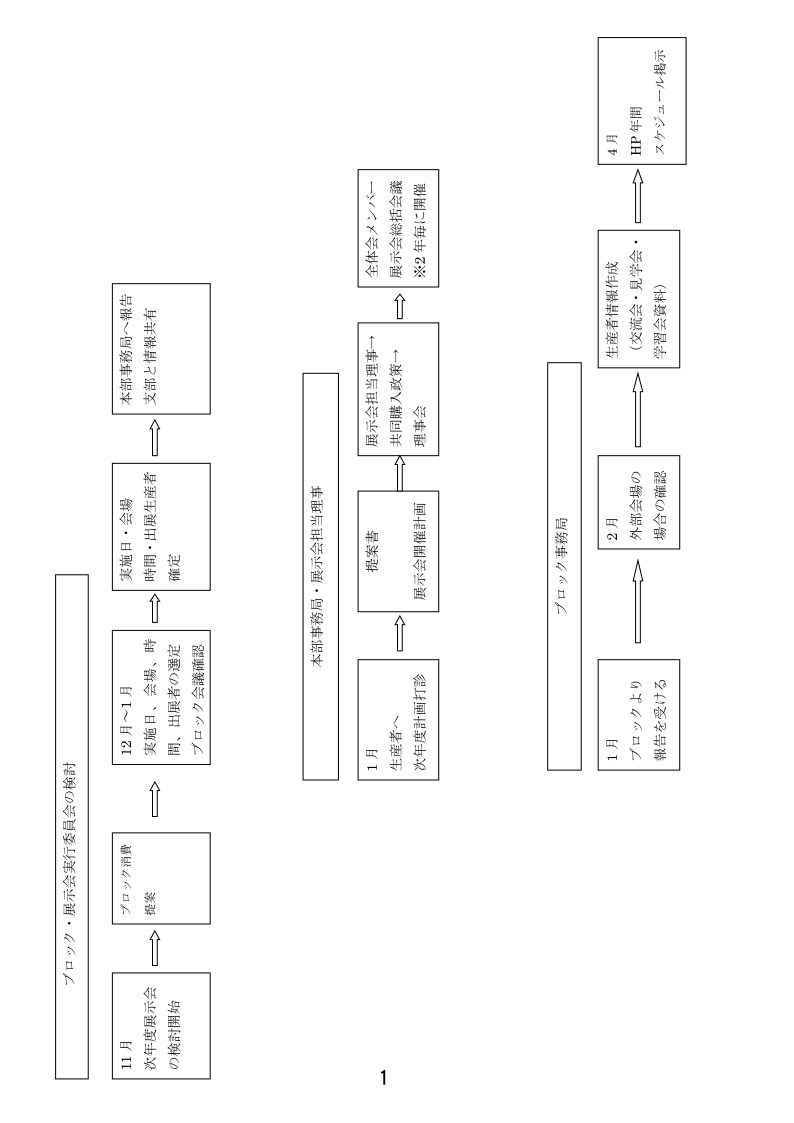 ブロック・展示会実行委員会の検討
11月
次年度展示会
の検討開始
ブロック消費
提案
12月～1月
実施日、会場、時
間、出展者の選定
ブロック会議確認
実施日・会場
時間・出展生産者
確定
本部事務局へ報告
支部と情報共有
本部事務局・展示会担当理事
1月
生産者へ
次年度計画打診
提案書
展示会開催計画
展示会担当理事→
共同購入政策→
理事会
全体会メンバー
展示会総括会議
※2年毎に開催
ブロック事務局
1月
ブロックより
報告を受ける
2月
外部会場の
場合の確認
生産者情報作成
（交流会・見学会・
学習会資料）
4月
HP年間
スケジュール掲示
1